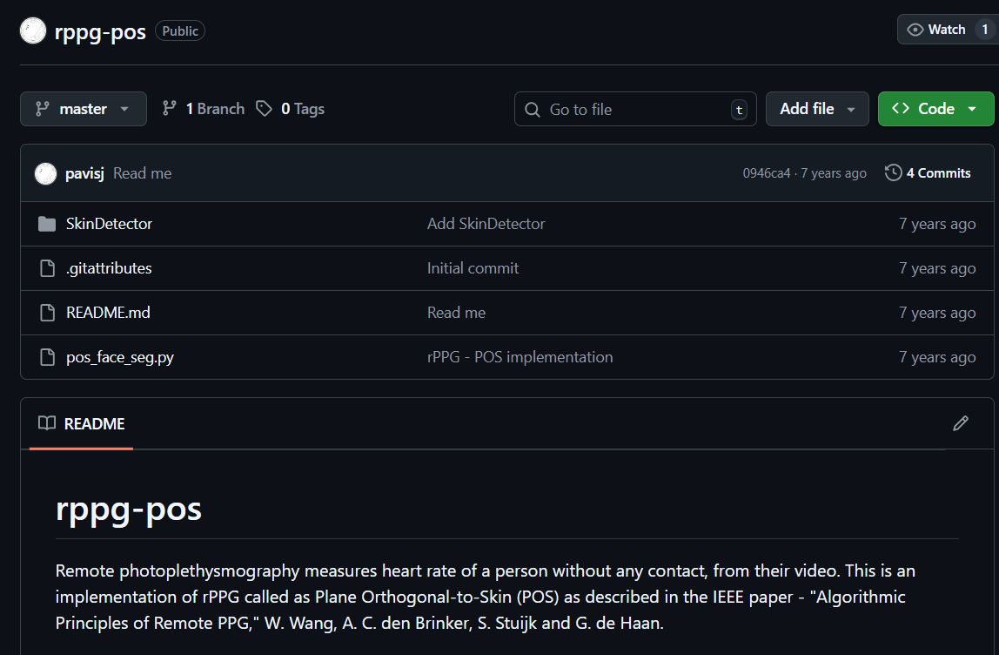 rppg-pos Public Watch 1
master 1 Branch 0 Tags Go to file t Add file Code
pavisj Read me 0946ca4 · 7 years ago 4 Commits
SkinDetector Add SkinDetector 7 years ago
.gitattributes Initial commit 7 years ago
README.md Read me 7 years ago
pos_face_seg.py rPPG - POS implementation 7 years ago
README
rppg-pos
Remote photoplethysmography measures heart rate of a person without any contact, from their video. This is an
implementation of rPPG called as Plane Orthogonal-to-Skin (POS) as described in the IEEE paper - "Algorithmic
Principles of Remote PPG," W. Wang, A. C. den Brinker, S. Stuijk and G. de Haan.